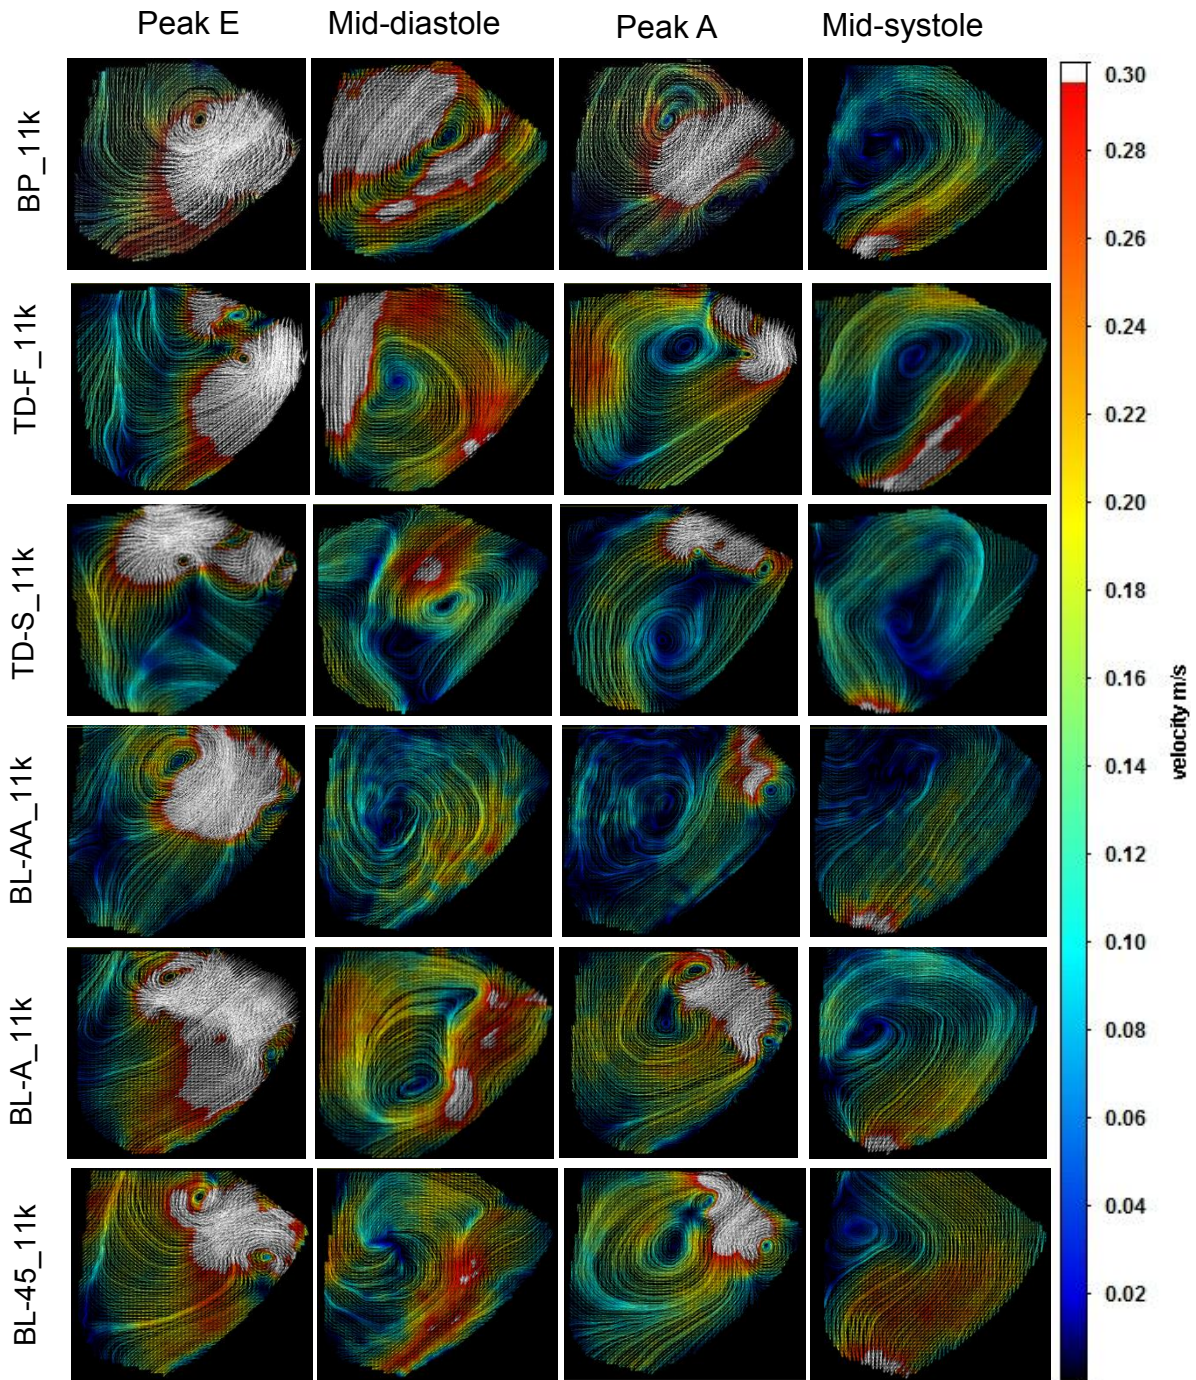 Peak E Mid-diastole Peak A Mid-systole
BP_11k
TD-F_11k
TD-S_11k
BL-AA_11k
BL-A_11k
BL-45_11k
0.30
0.28
0.26
0.24
0.22
0.20
0.18
0.16
0.14
0.12
0.10
0.08
0.06
0.04
0.02
velocity m/s